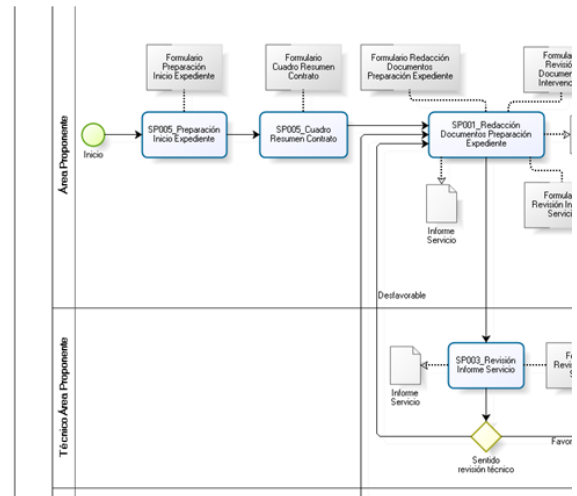 Formulario
Preparación
Inicio Expediente
Formulario
Cuadro Resumen
Contrato
Formulario Redacción
Documentos
Preparación Expediente
Área Proponente
Inicio
SP005_Preparación
Inicio Expediente
SP005_Cuadro
Resumen Contrato
SP001_Redacción
Documentos Preparación
Expediente
Informe
Servicio
Desfavorable
Técnico Área Proponente
SP003_Revisión
Informe Servicio
Informe
Servicio
Sentido
revisión técnico